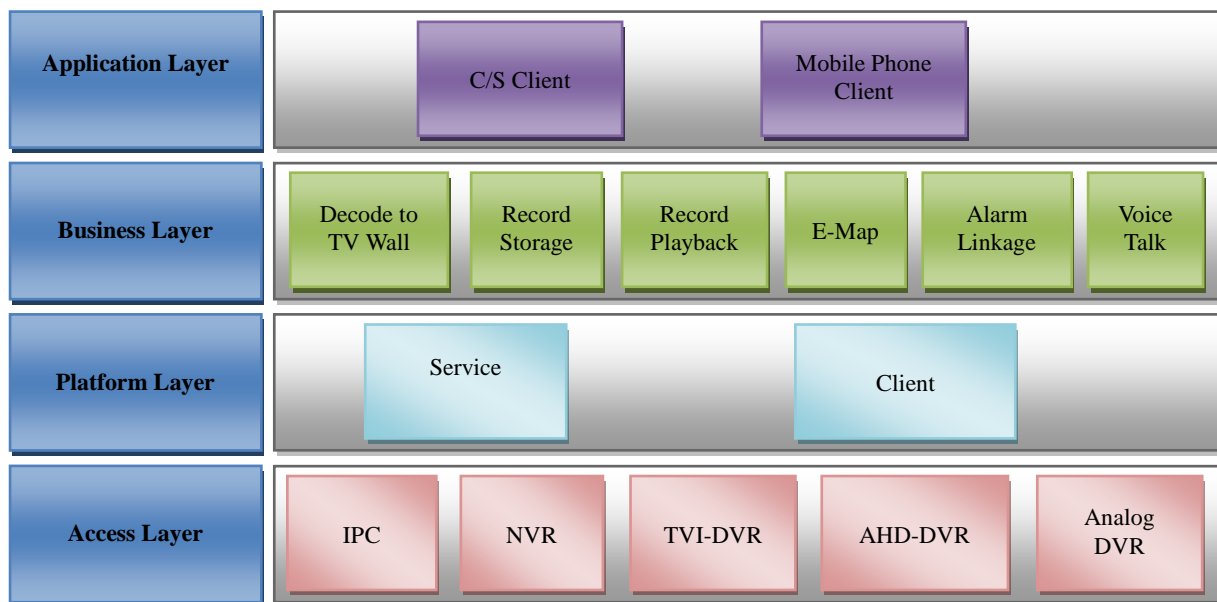 Application Layer
C/S Client
Mobile Phone
Client
Business Layer
Decode to
TV Wall
Record
Storage
Record
Playback
E-Map
Alarm
Linkage
Voice
Talk
Platform Layer
Service
Client
Access Layer
IPC
NVR
TVI-DVR
AHD-DVR
Analog
DVR